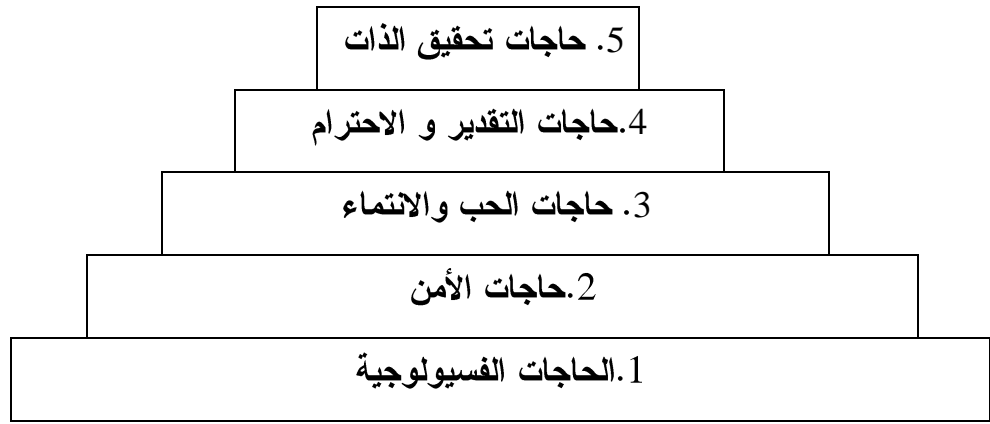 5. حاجات تحقيق الذات
4.حاجات التقدير و الاحترام
3. حاجات الحب والانتماء
2.حاجات الأمن
1.الحاجات الفسيولوجية